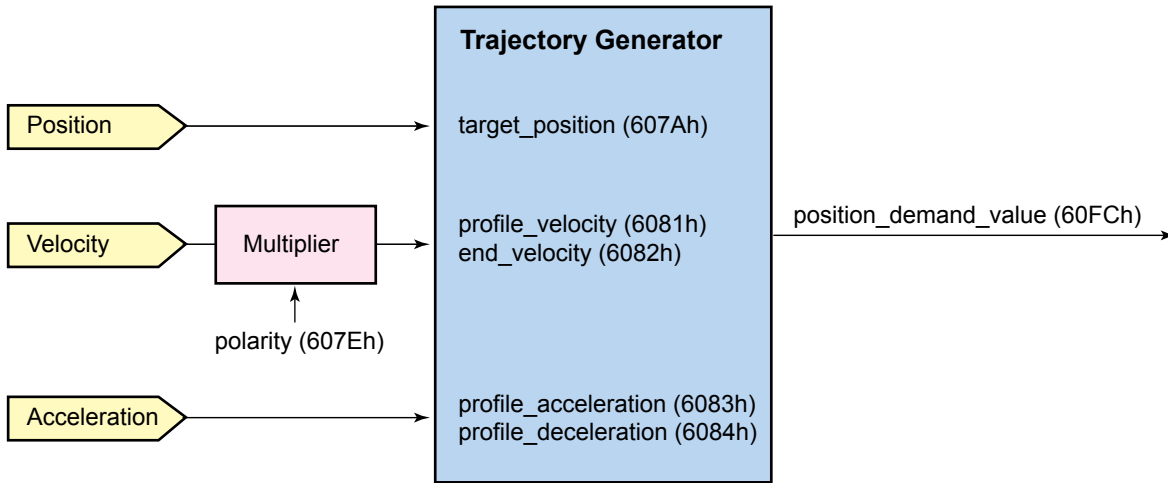 Trajectory Generator
Position
target_position (607Ah)
Velocity
Multiplier
profile_velocity (6081h)
end_velocity (6082h)
position_demand_value (60FCh)
polarity (607Eh)
Acceleration
profile_acceleration (6083h)
profile_deceleration (6084h)